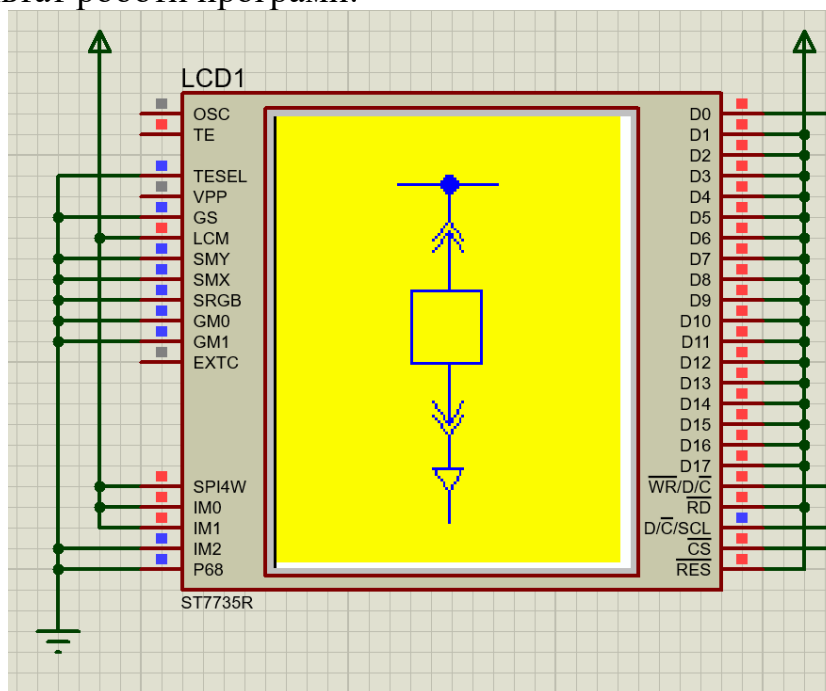 роботи програми.
LCD1
OSC
TE
TESEL
VPP
GS
LCM
SMY
SMX
SRGB
GM0
GM1
EXTC
SPI4W
IM0
IM1
IM2
P68
D0
D1
D2
D3
D4
D5
D6
D7
D8
D9
D10
D11
D12
D13
D14
D15
D16
D17
WR/D/C
RD
D/C/SCL
CS
RES
ST7735R